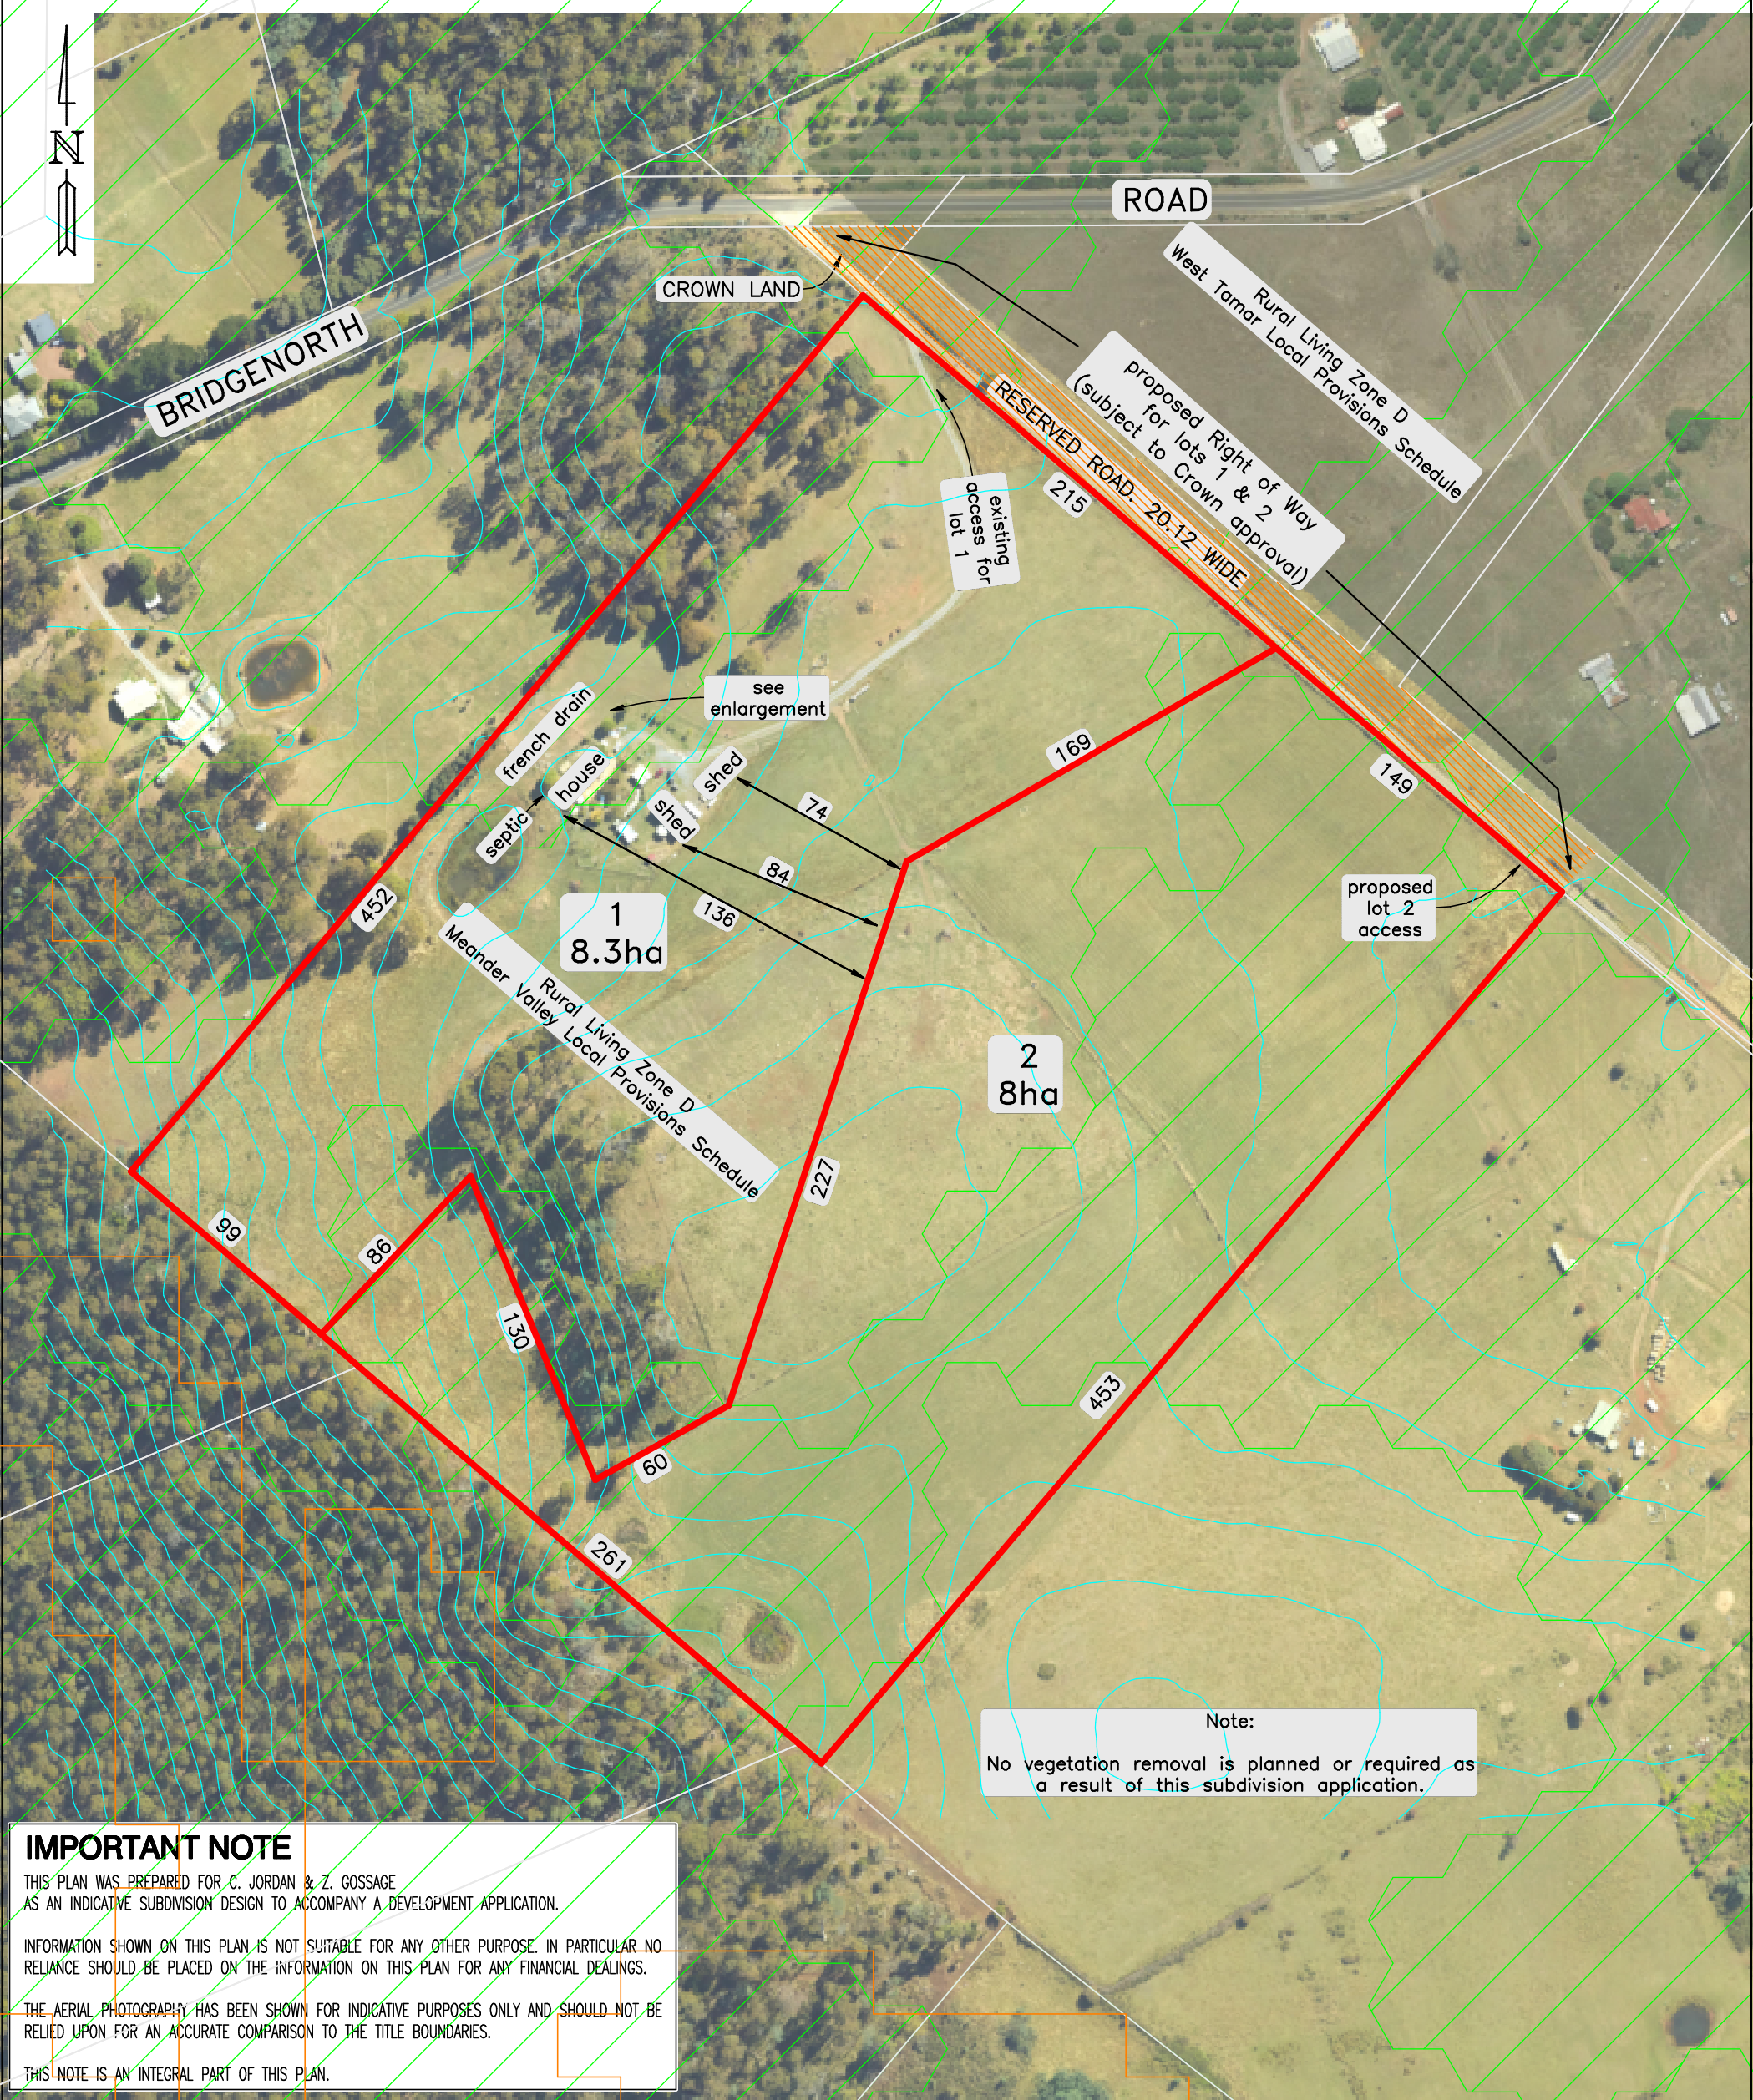 N
ROAD
BRIDGENORTH
CROWN LAND
Rural Living Zone D
West Tamar Local Provisions Schedule
proposed Right of Way
for lots 1 & 2
(subject to Crown approval)
RESERVED ROAD. 20.12 WIDE
215
existing
access for
lot 1
see
enlargement
french drain
house
shed
septic
shed
169
149
74
84
136
452
1
8.3ha
proposed
lot 2
access
Rural Living Zone D
Meander Valley Local Provisions Schedule
2
8ha
227
99
86
130
453
60
261
Note:
No vegetation removal is planned or required as
a result of this subdivision application.
IMPORTANT NOTE
THIS PLAN WAS PREPARED FOR C. JORDAN & Z. GOSSAGE
AS AN INDICATIVE SUBDIVISION DESIGN TO ACCOMPANY A DEVELOPMENT APPLICATION.
INFORMATION SHOWN ON THIS PLAN IS NOT SUITABLE FOR ANY OTHER PURPOSE. IN PARTICULAR NO
RELIANCE SHOULD BE PLACED ON THE INFORMATION ON THIS PLAN FOR ANY FINANCIAL DEALINGS.
THE AERIAL PHOTOGRAPHY HAS BEEN SHOWN FOR INDICATIVE PURPOSES ONLY AND SHOULD NOT BE
RELIED UPON FOR AN ACCURATE COMPARISON TO THE TITLE BOUNDARIES.
THIS NOTE IS AN INTEGRAL PART OF THIS PLAN.